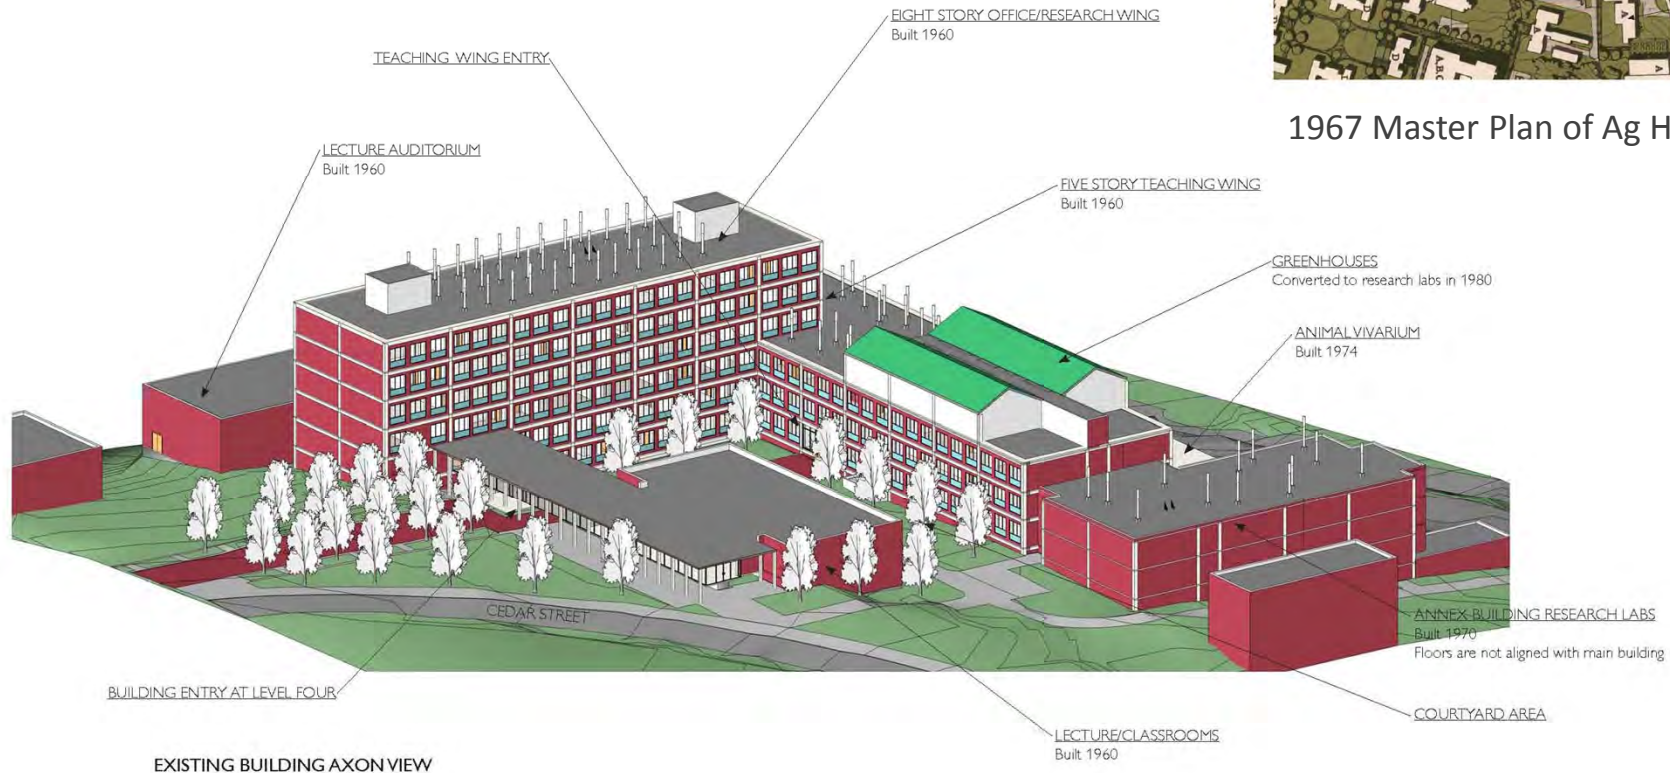 EIGHT STORY OFFICE/RESEARCH WING
Built 1960
TEACHING WING ENTRY
1967 Master Plan of Ag H
LECTURE AUDITORIUM
Built 1960
FIVE STORY TEACHING WING
Built 1960
GREENHOUSES
Converted to research labs in 1980
ANIMAL VIVARIUM
Built 1974
CEDAR STREET
ANNEX BUILDING RESEARCH LABS
Built 1970
Floors are not aligned with main building
BUILDING ENTRY AT LEVEL FOUR
COURTYARD AREA
LECTURE/CLASSROOMS
Built 1960
EXISTING BUILDING AXON VIEW